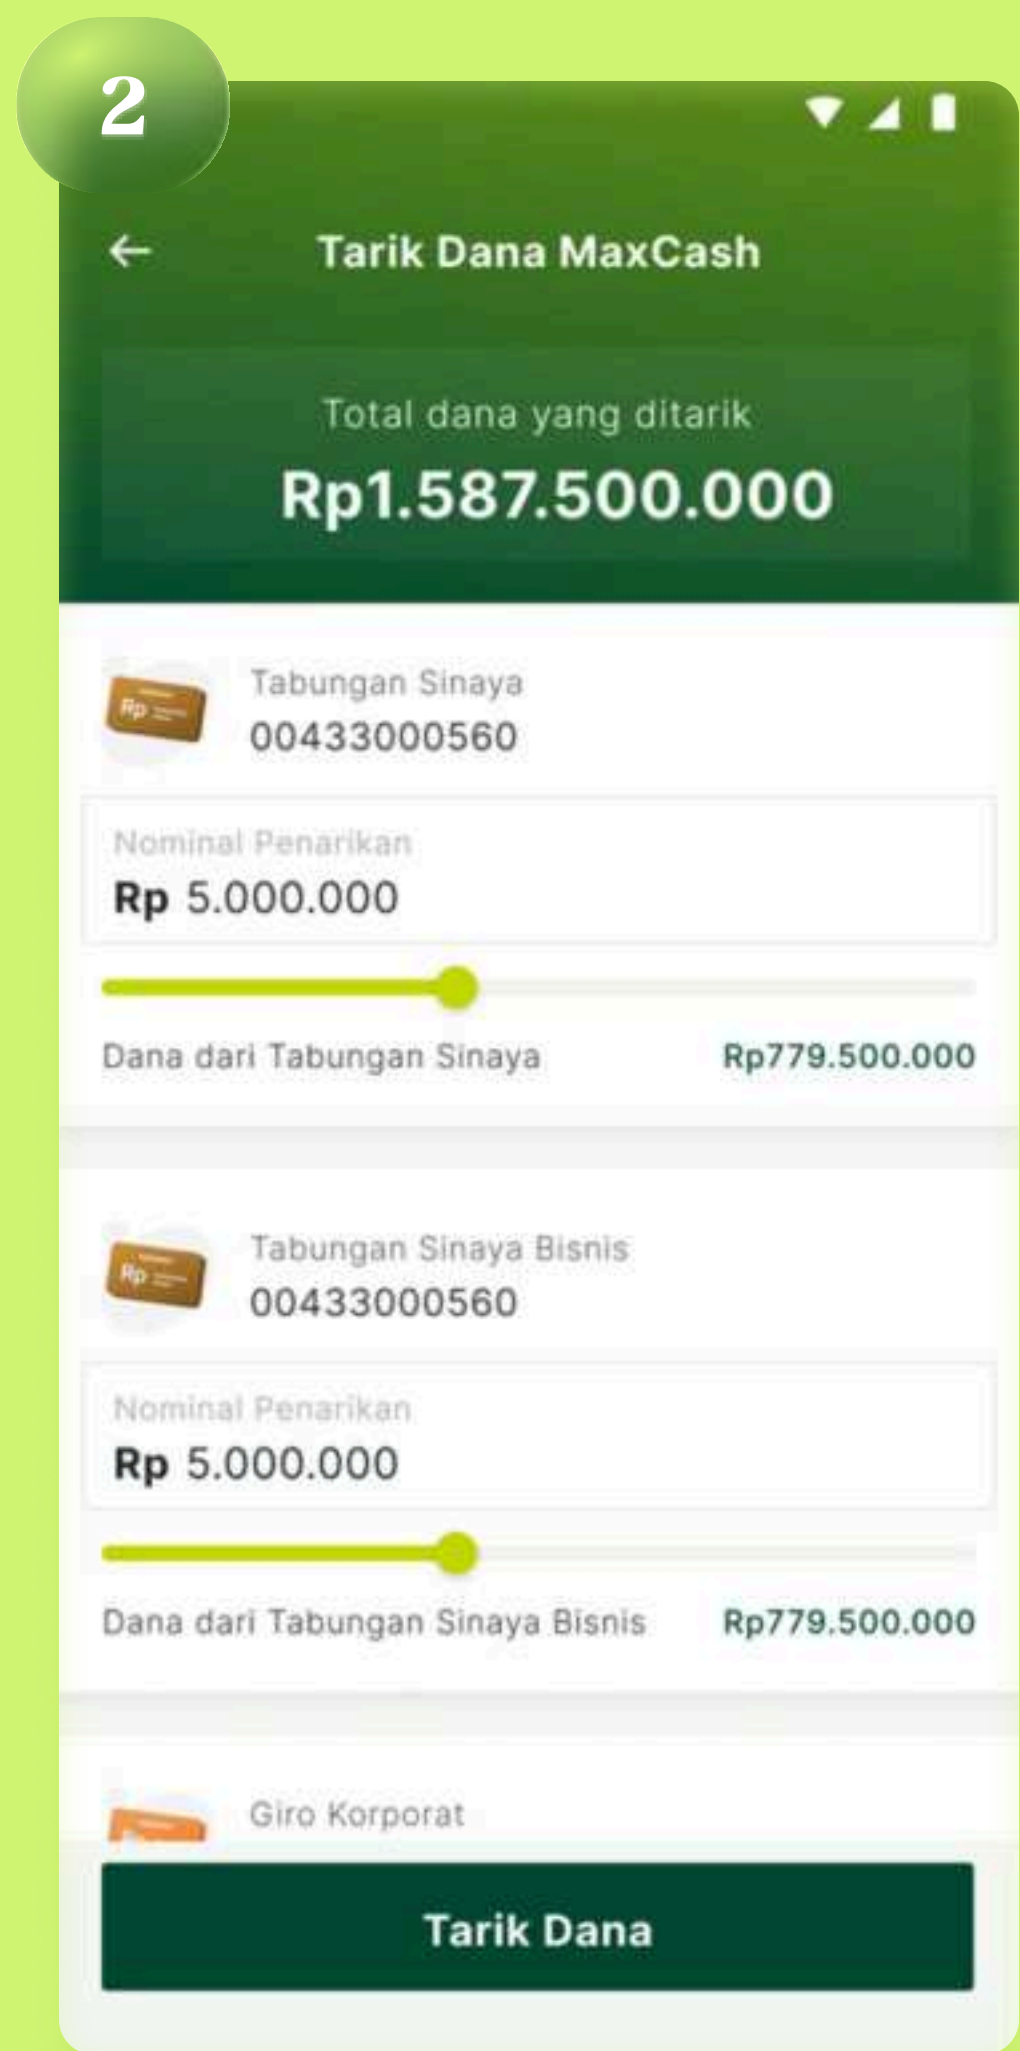 2
Tarik Dana MaxCash
Total dana yang ditarik
Rp1.587.500.000
Tabungan Sinaya
Rp
00433000560
Nominal Penarikan
Rp 5.000.000
Dana dari Tabungan Sinaya Rp779.500.000
Tabungan Sinaya Bisnis
Rp
00433000560
Nominal Penarikan
Rp 5.000.000
Dana dari Tabungan Sinaya Bisnis Rp779.500.000
Giro Korporat
Tarik Dana